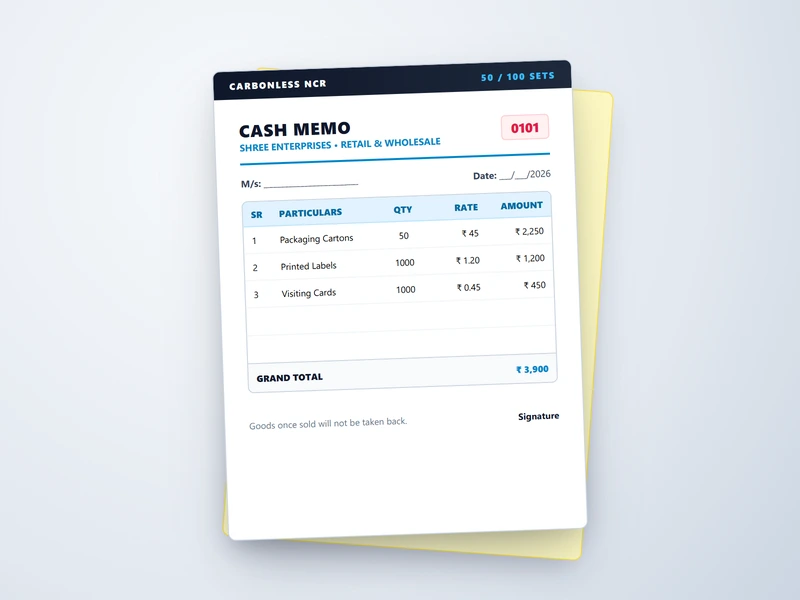 CARBONLESS NCR 50 / 100 SETS
CASH MEMO 0101
SHREE ENTERPRISES • RETAIL & WHOLESALE
M/s: ____________________ Date: __/__/2026
SR PARTICULARS QTY RATE AMOUNT
1 Packaging Cartons 50 ₹ 45 ₹ 2,250
2 Printed Labels 1000 ₹ 1.20 ₹ 1,200
3 Visiting Cards 1000 ₹ 0.45 ₹ 450
GRAND TOTAL ₹ 3,900
Goods once sold will not be taken back. Signature